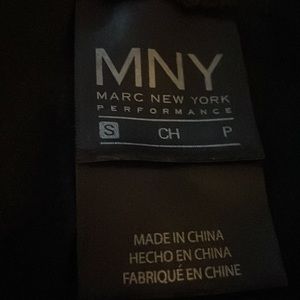 MNY
MARC NEW YORK
PERFORMANCE
S CH P
MADE IN CHINA
HECHO EN CHINA
FABRIQUÉ EN CHINE